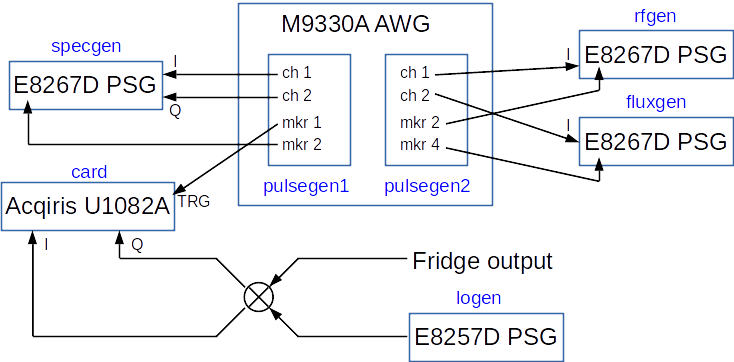 M9330A AWG
rfgen
specgen
I
I
E8267D PSG
E8267D PSG
ch 1
ch 2
mkr 1
mkr 2
ch 1
ch 2
mkr 2
mkr 4
Q
fluxgen
I
E8267D PSG
card
pulsegen1
pulsegen2
Acqiris U1082A
TRG
I
Q
Fridge output
logen
E8257D PSG